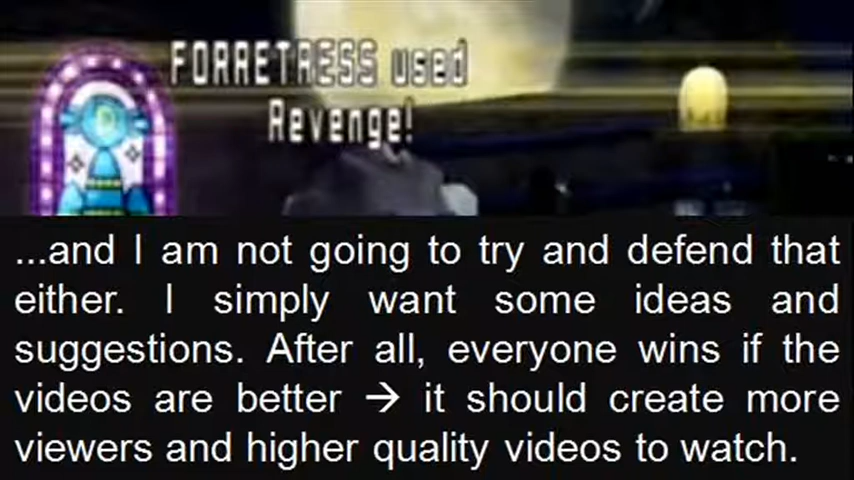 FORRETRESS used
Revenge!
...and I am not going to try and defend that
either. I simply want some ideas and
suggestions. After all, everyone wins if the
videos are better → it should create more
viewers and higher quality videos to watch.